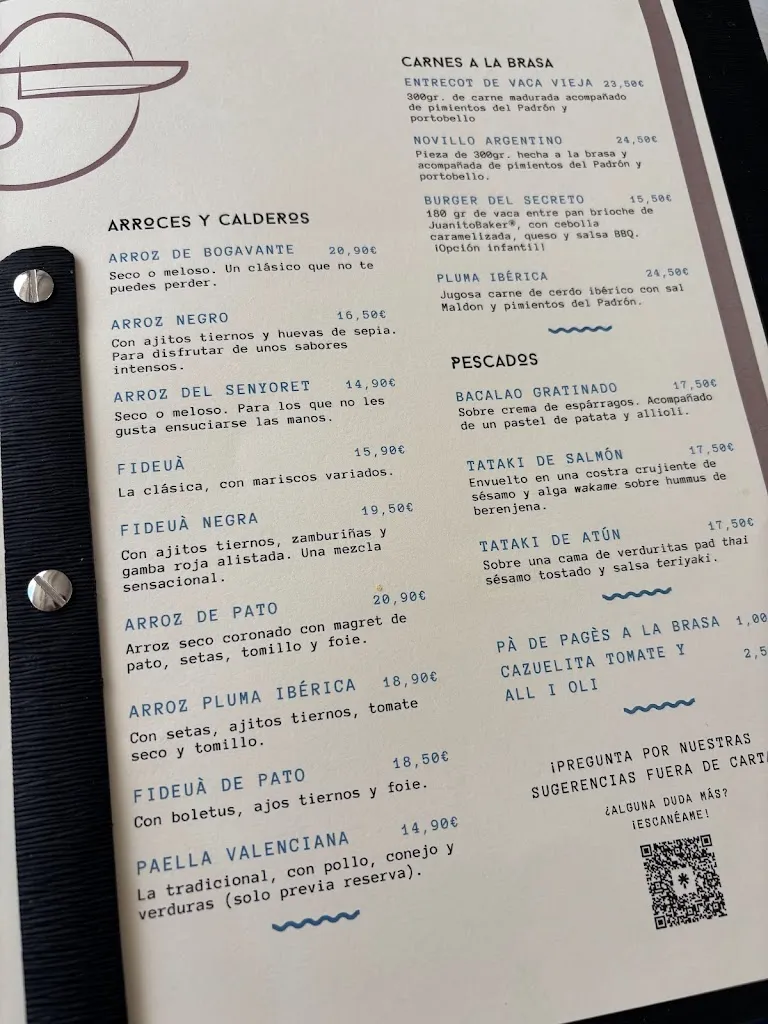 ARROCES Y CALDEROS
ARROZ DE BOGAVANTE 20,90€
Seco o meloso. Un clásico que no te
puedes perder.
ARROZ NEGRO 16,50€
Con ajitos tiernos y huevas de sepia.
Para disfrutar de unos sabores
intensos.
ARROZ DEL SENYORET 14,90€
Seco o meloso. Para los que no les
gusta ensuciarse las manos.
FIDEUÀ 15,90€
La clásica, con mariscos variados.
FIDEUÀ NEGRA 19,50€
Con ajitos tiernos, zamburiñas y
gamba roja alistada. Una mezcla
sensacional.
ARROZ DE PATO 20,90€
Arroz seco coronado con magret de
pato, setas, tomillo y foie.
ARROZ PLUMA IBÉRICA 18,90€
Con setas, ajitos tiernos, tomate
seco y tomillo.
FIDEUÀ DE PATO 18,50€
Con boletus, ajos tiernos y foie.
PAELLA VALENCIANA 14,90€
La tradicional, con pollo, conejo y
verduras (solo previa reserva).
CARNES A LA BRASA
ENTRECOT DE VACA VIEJA 23,50€
300gr. de carne madurada acompañado
de pimientos del Padrón y
portobello
NOVILLO ARGENTINO 24,50€
Pieza de 300gr. hecha a la brasa y
acompañada de pimientos del Padrón y
portobello.
BURGER DEL SECRETO 15,50€
180 gr de vaca entre pan brioche de
JuanitoBaker®, con cebolla
caramelizada, queso y salsa BBQ.
¡Opción infantil!
PLUMA IBÉRICA 24,50€
Jugosa carne de cerdo ibérico con sal
Maldon y pimientos del Padrón.
PESCADOS
BACALAO GRATINADO 17,50€
Sobre crema de espárragos. Acompañado
de un pastel de patata y allioli.
TATAKI DE SALMÓN 17,50€
Envuelto en una costra crujiente de
sésamo y alga wakame sobre hummus de
berenjena.
TATAKI DE ATÚN 17,50€
Sobre una cama de verduritas pad thai
sésamo tostado y salsa teriyaki.
PÀ DE PAGÈS A LA BRASA 1,00
CAZUELITA TOMATE Y 2,5
ALL I OLI
¡PREGUNTA POR NUESTRAS
SUGERENCIAS FUERA DE CARTA
¿ALGUNA DUDA MÁS?
¡ESCANÉAME!